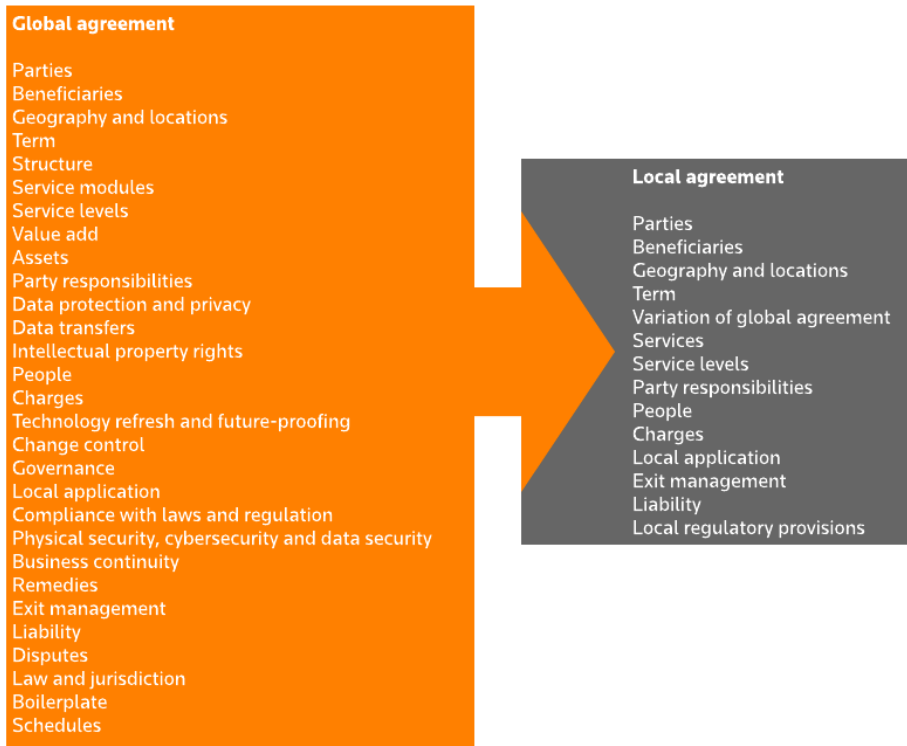 Global agreement
Parties
Beneficiaries
Geography and locations
Term
Structure
Service modules
Service levels
Value add
Assets
Party responsibilities
Data protection and privacy
Data transfers
Intellectual property rights
People
Charges
Technology refresh and future-proofing
Change control
Governance
Local application
Compliance with laws and regulation
Physical security, cybersecurity and data security
Business continuity
Remedies
Exit management
Liability
Disputes
Law and jurisdiction
Boilerplate
Schedules
Local agreement
Parties
Beneficiaries
Geography and locations
Term
Variation of global agreement
Services
Service levels
Party responsibilities
People
Charges
Local application
Exit management
Liability
Local regulatory provisions